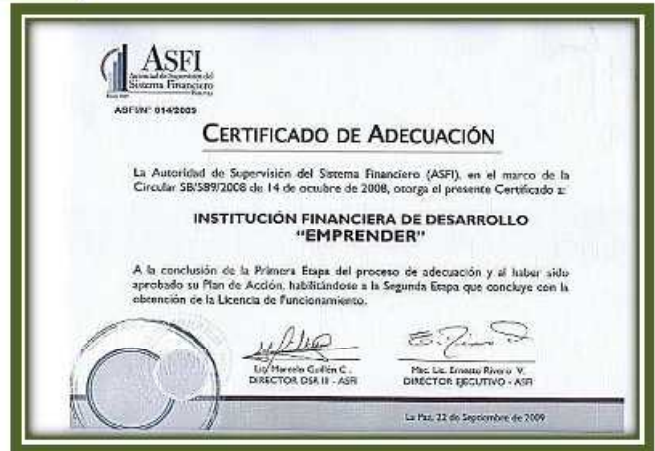 ASFI
Autoridad de Supervisión del
Sistema Financiero
ASFI/N° 014/2009
CERTIFICADO DE ADECUACIÓN
La Autoridad de Supervisión del Sistema Financiero (ASFI), en el marco de la
Circular SB/589/2008 de 14 de octubre de 2008, otorga el presente Certificado a:
INSTITUCIÓN FINANCIERA DE DESARROLLO
"EMPRENDER"
A la conclusión de la Primera Etapa del proceso de adecuación y al haber sido
aprobado su Plan de Acción, habilitándose a la Segunda Etapa que concluye con la
obtención de la Licencia de Funcionamiento.
Lic. Marcelo Guillén C.
DIRECTOR DSR III - ASFI
Msc. Lic. Ernesto Rivero V.
DIRECTOR EJECUTIVO - ASFI
La Paz, 22 de Septiembre de 2009